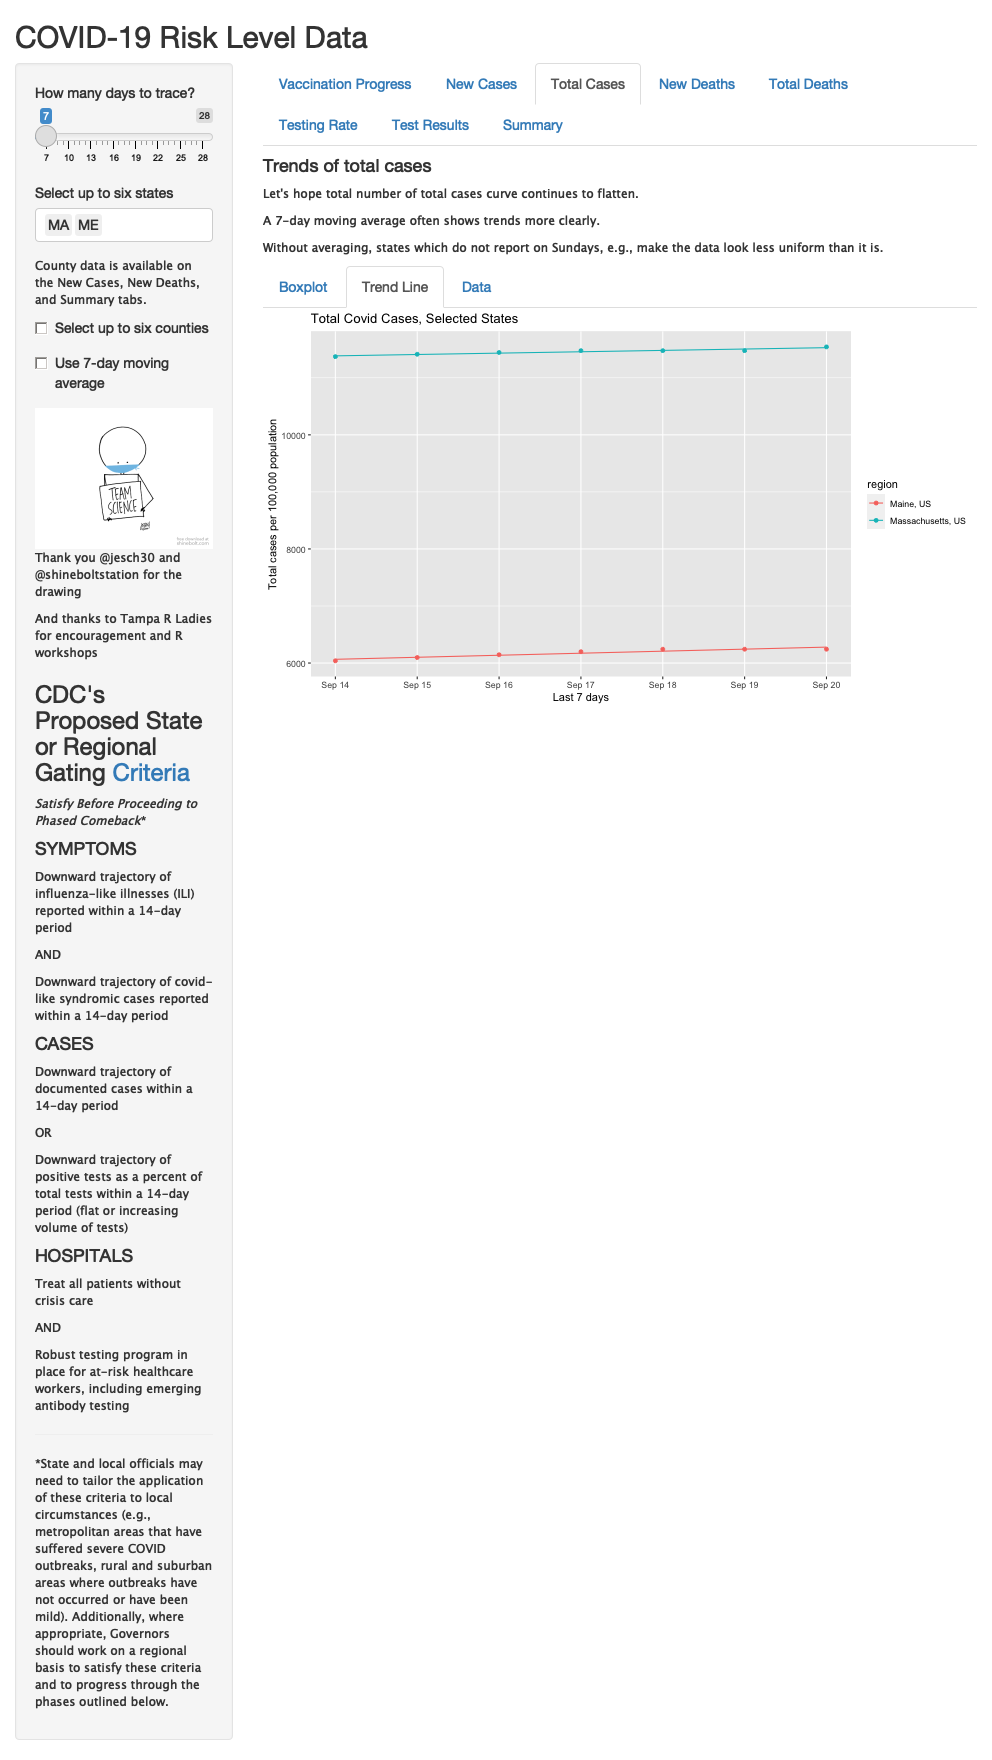 COVID-19 Risk Level Data
How many days to trace?
7
28
7 10 13 16 19 22 25 28
Select up to six states
MA ME
County data is available on
the New Cases, New Deaths,
and Summary tabs.
Select up to six counties
Use 7-day moving
average
TEAM
SCIENCE
free download at
shinebolt.com
Thank you @jesch30 and
@shineboltstation for the
drawing
And thanks to Tampa R Ladies
for encouragement and R
workshops
CDC's
Proposed State
or Regional
Gating Criteria
Satisfy Before Proceeding to
Phased Comeback*
SYMPTOMS
Downward trajectory of
influenza-like illnesses (ILI)
reported within a 14-day
period
AND
Downward trajectory of covid-
like syndromic cases reported
within a 14-day period
CASES
Downward trajectory of
documented cases within a
14-day period
OR
Downward trajectory of
positive tests as a percent of
total tests within a 14-day
period (flat or increasing
volume of tests)
HOSPITALS
Treat all patients without
crisis care
AND
Robust testing program in
place for at-risk healthcare
workers, including emerging
antibody testing
*State and local officials may
need to tailor the application
of these criteria to local
circumstances (e.g.,
metropolitan areas that have
suffered severe COVID
outbreaks, rural and suburban
areas where outbreaks have
not occurred or have been
mild). Additionally, where
appropriate, Governors
should work on a regional
basis to satisfy these criteria
and to progress through the
phases outlined below.
Vaccination Progress New Cases Total Cases New Deaths Total Deaths
Testing Rate Test Results Summary
Trends of total cases
Let's hope total number of total cases curve continues to flatten.
A 7-day moving average often shows trends more clearly.
Without averaging, states which do not report on Sundays, e.g., make the data look less uniform than it is.
Boxplot Trend Line Data
Total Covid Cases, Selected States
Total cases per 100,000 population
10000
8000
6000
Sep 14 Sep 15 Sep 16 Sep 17 Sep 18 Sep 19 Sep 20
Last 7 days
region
Maine, US
Massachusetts, US